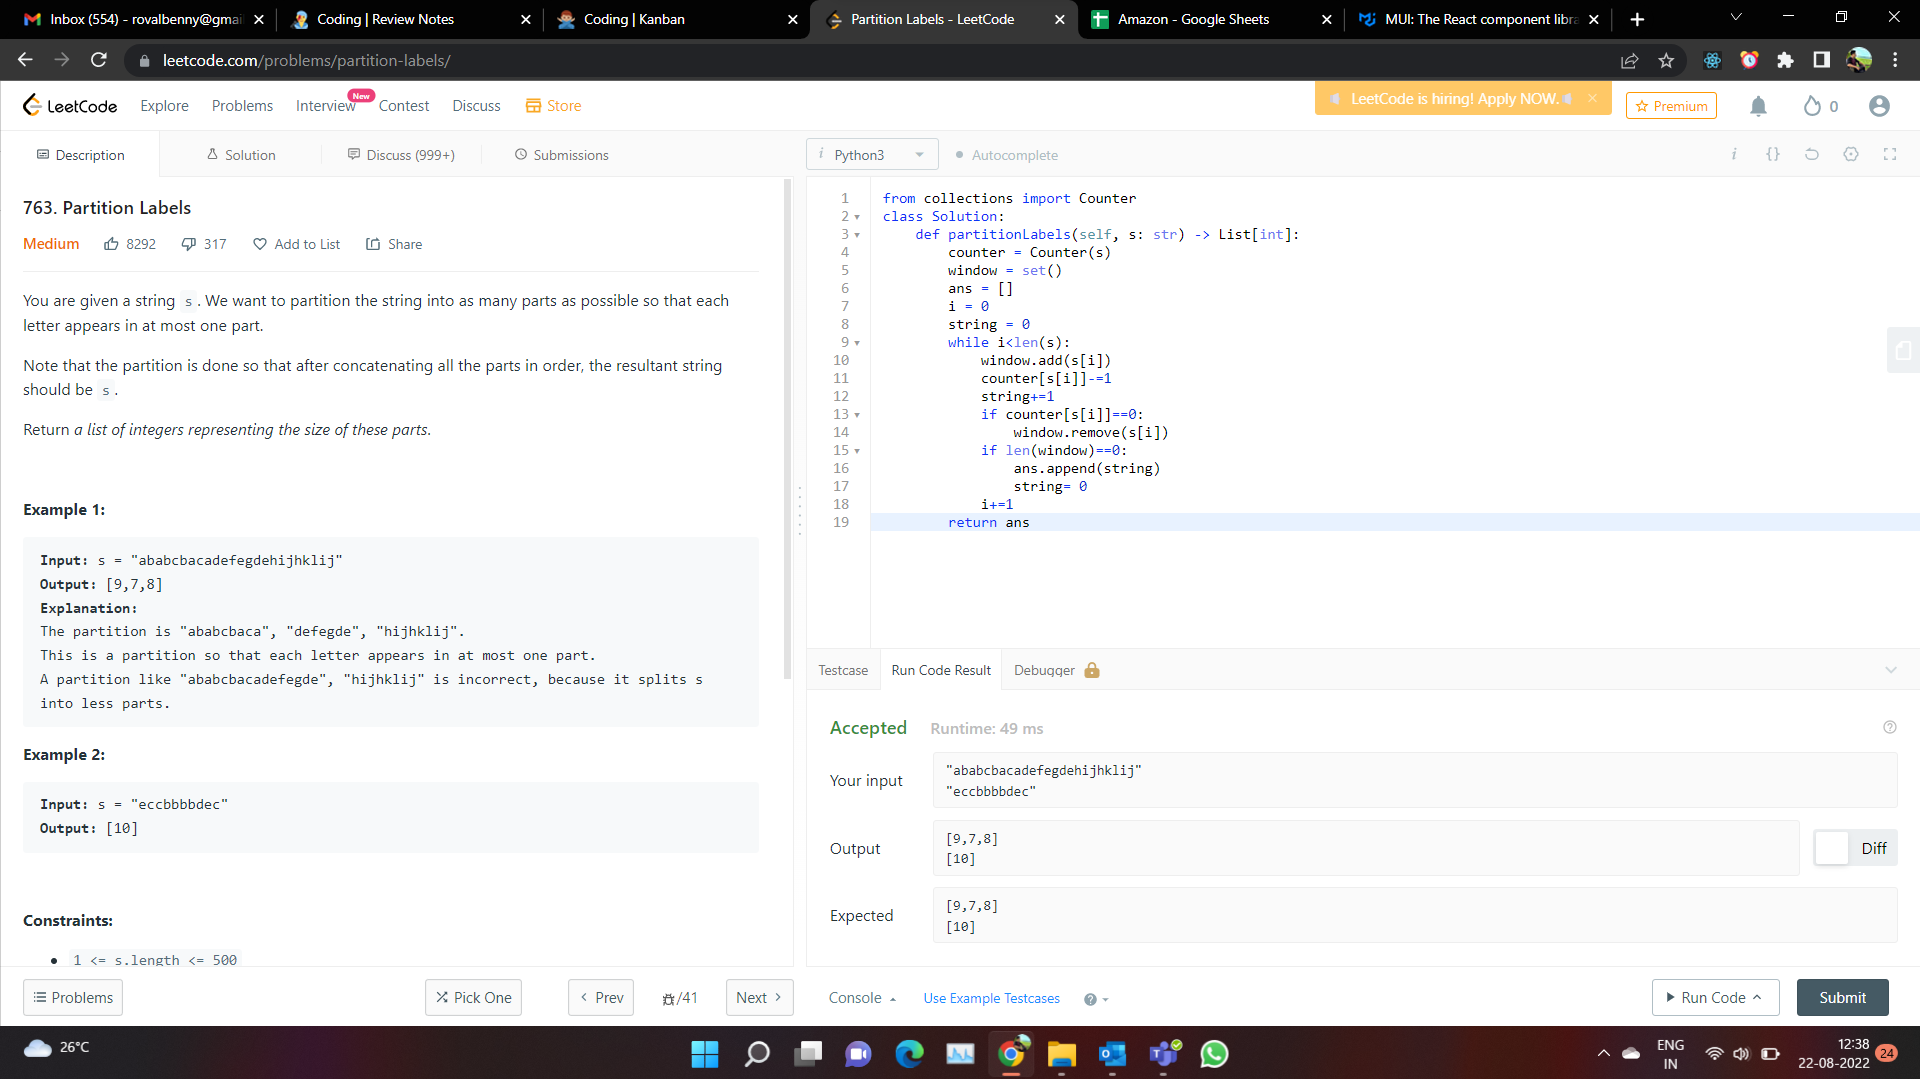 Inbox (554) - rovalbenny@gmai
Coding | Review Notes
Coding | Kanban
Partition Labels - LeetCode
Amazon - Google Sheets
MUI: The React component libra
leetcode.com/problems/partition-labels/
LeetCode
Explore
Problems
Interview
New
Contest
Discuss
Store
LeetCode is hiring! Apply NOW.
Premium
0
Description
Solution
Discuss (999+)
Submissions
i Python3
Autocomplete
763. Partition Labels
Medium
8292
317
Add to List
Share
You are given a string s. We want to partition the string into as many parts as possible so that each
letter appears in at most one part.
Note that the partition is done so that after concatenating all the parts in order, the resultant string
should be s.
Return a list of integers representing the size of these parts.
Example 1:
Input: s = "ababcbacadefegdehijhklij"
Output: [9,7,8]
Explanation:
The partition is "ababcbaca", "defegde", "hijhklij".
This is a partition so that each letter appears in at most one part.
A partition like "ababcbacadefegde", "hijhklij" is incorrect, because it splits s
into less parts.
Example 2:
Input: s = "eccbbbbdec"
Output: [10]
Constraints:
1 <= s.length <= 500
1 from collections import Counter
2 class Solution:
3 def partitionLabels(self, s: str) -> List[int]:
4 counter = Counter(s)
5 window = set()
6 ans = []
7 i = 0
8 string = 0
9 while i<len(s):
10 window.add(s[i])
11 counter[s[i]]-=1
12 string+=1
13 if counter[s[i]]==0:
14 window.remove(s[i])
15 if len(window)==0:
16 ans.append(string)
17 string= 0
18 i+=1
19 return ans
Testcase
Run Code Result
Debugger
Accepted
Runtime: 49 ms
Your input
"ababcbacadefegdehijhklij"
"eccbbbbdec"
Output
[9,7,8]
[10]
Diff
Expected
[9,7,8]
[10]
Problems
Pick One
Prev
/41
Next
Console
Use Example Testcases
Run Code
Submit
26°C
ENG
IN
12:38
22-08-2022
24